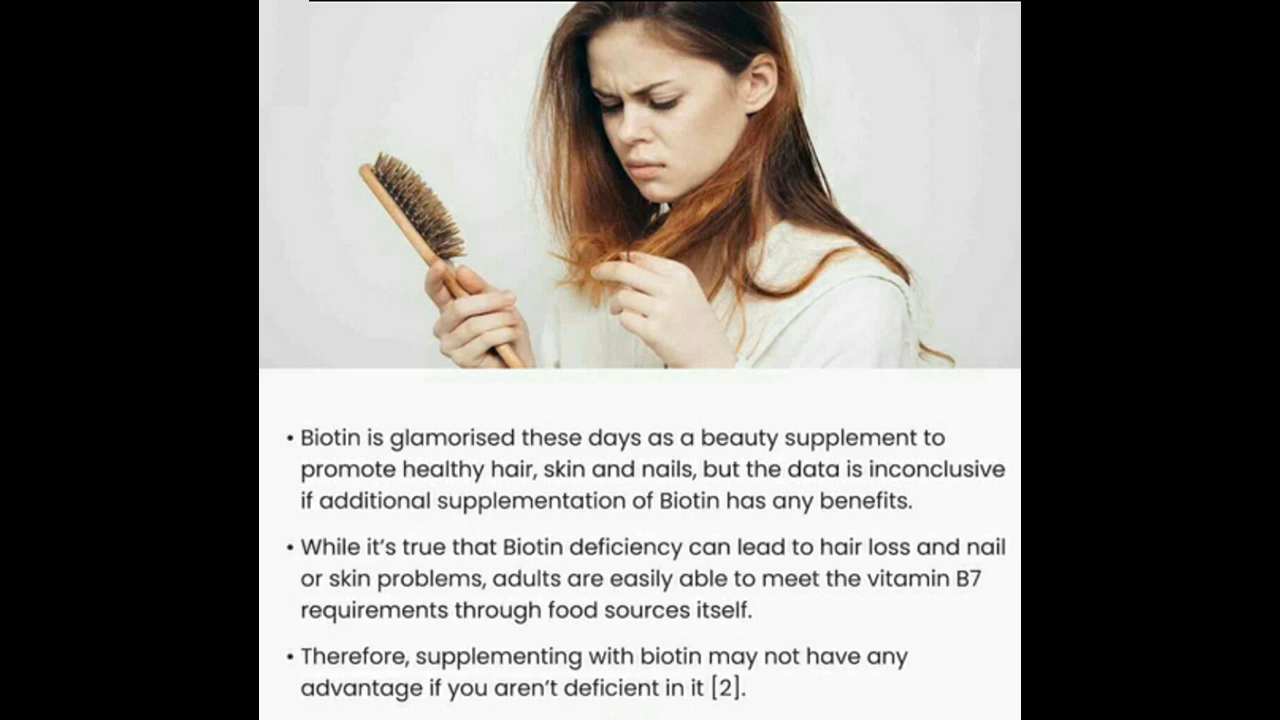 • Biotin is glamorised these days as a beauty supplement to
promote healthy hair, skin and nails, but the data is inconclusive
if additional supplementation of Biotin has any benefits.
• While it’s true that Biotin deficiency can lead to hair loss and nail
or skin problems, adults are easily able to meet the vitamin B7
requirements through food sources itself.
• Therefore, supplementing with biotin may not have any
advantage if you aren’t deficient in it [2].